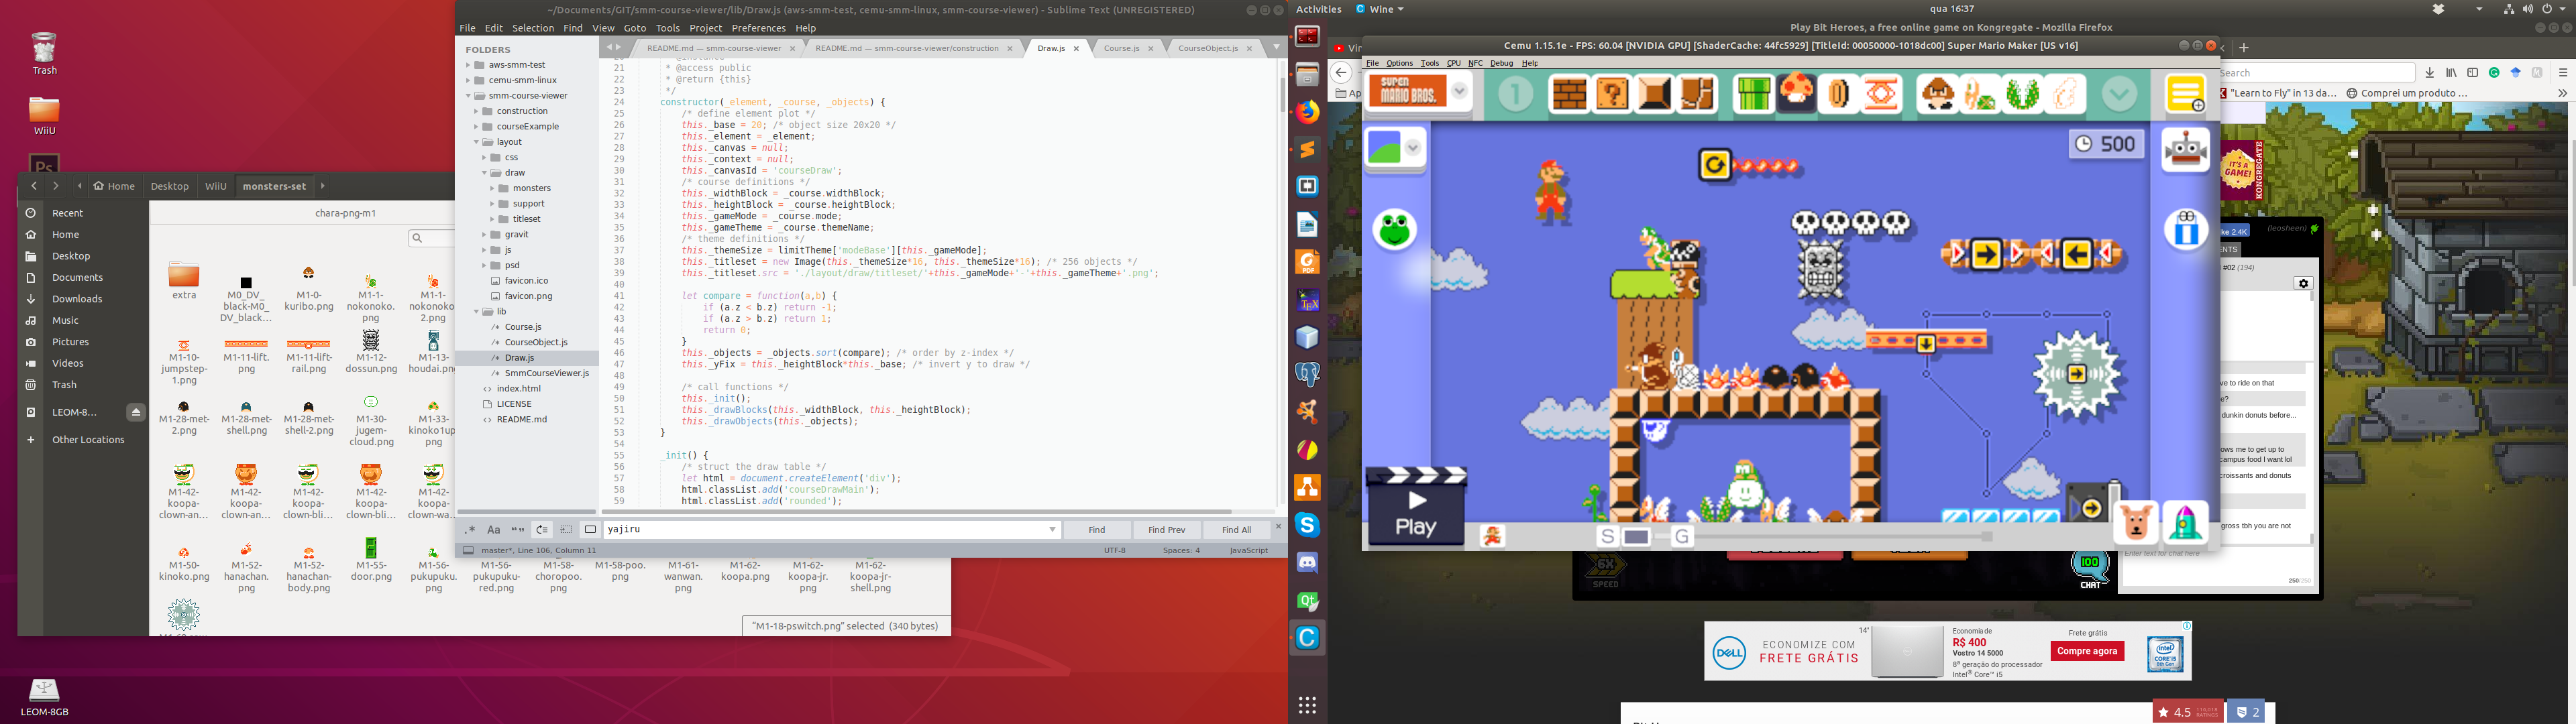 Trash
WiiU
Ps
LEOM-8GB
Home
Desktop
WiiU
monsters-set
Recent
Home
Desktop
Documents
Downloads
Music
Pictures
Videos
Trash
LEOM-8…
Other Locations
chara-png-m1
extra
M0_DV_
black-M0_
DV_black…
M1-0-
kuribo.png
M1-1-
nokonoko.
png
M1-1-
nokonoko-
2.png
M1-10-
jumpstep-
1.png
M1-11-lift.
png
M1-11-lift-
rail.png
M1-12-
dossun.png
M1-13-
houdai.png
M1-28-met-
2.png
M1-28-met-
shell.png
M1-28-met-
shell-2.png
M1-30-
jugem-
cloud.png
M1-33-
kinoko1up.
png
M1-42-
koopa-
clown-an…
M1-42-
koopa-
clown-an…
M1-42-
koopa-
clown-bli…
M1-42-
koopa-
clown-bli…
M1-42-
koopa-
clown-wa…
M1-50-
kinoko.png
M1-52-
hanachan.
png
M1-52-
hanachan-
body.png
M1-55-
door.png
M1-56-
pukupuku.
png
M1-56-
pukupuku-
red.png
M1-58-
choropoo.
png
M1-58-poo.
png
M1-61-
wanwan.
png
M1-62-
koopa.png
M1-62-
koopa-jr.
png
M1-62-
koopa-jr-
shell.png
"M1-18-pswitch.png" selected (340 bytes)
~/Documents/GIT/smm-course-viewer/lib/Draw.js (aws-smm-test, cemu-smm-linux, smm-course-viewer) - Sublime Text (UNREGISTERED)
File Edit Selection Find View Goto Tools Project Preferences Help
FOLDERS
aws-smm-test
cemu-smm-linux
smm-course-viewer
construction
courseExample
layout
css
draw
monsters
support
titleset
gravit
js
psd
favicon.ico
favicon.png
lib
Course.js
CourseObject.js
Draw.js
SmmCourseViewer.js
index.html
LICENSE
README.md
README.md — smm-course-viewer
README.md — smm-course-viewer/construction
Draw.js
Course.js
CourseObject.js
21 * @access public
22 * @return {this}
23 */
24 constructor(_element, _course, _objects) {
25 /* define element plot */
26 this._base = 20; /* object size 20x20 */
27 this._element = _element;
28 this._canvas = null;
29 this._context = null;
30 this._canvasId = 'courseDraw';
31 /* course definitions */
32 this._widthBlock = _course.widthBlock;
33 this._heightBlock = _course.heightBlock;
34 this._gameMode = _course.mode;
35 this._gameTheme = _course.themeName;
36 /* theme definitions */
37 this._themeSize = limitTheme['modeBase'][this._gameMode];
38 this._titleset = new Image(this._themeSize*16, this._themeSize*16); /* 256 objects */
39 this._titleset.src = './layout/draw/titleset/'+this._gameMode+'-'+this._gameTheme+'.png';
40
41 let compare = function(a,b) {
42 if (a.z < b.z) return -1;
43 if (a.z > b.z) return 1;
44 return 0;
45 }
46 this._objects = _objects.sort(compare); /* order by z-index */
47 this._yFix = this._heightBlock*this._base; /* invert y to draw */
48
49 /* call functions */
50 this._init();
51 this._drawBlocks(this._widthBlock, this._heightBlock);
52 this._drawObjects(this._objects);
53 }
54
55 _init() {
56 /* struct the draw table */
57 let html = document.createElement('div');
58 html.classList.add('courseDrawMain');
59 html.classList.add('rounded');
.* Aa “” yajiru Find Find Prev Find All
master*, Line 106, Column 11 UTF-8 Spaces: 4 JavaScript
Activities Wine qua 16:37
Play Bit Heroes, a free online game on Kongregate - Mozilla Firefox
Cemu 1.15.1e - FPS: 60.04 [NVIDIA GPU] [ShaderCache: 44fc5929] [TitleId: 00050000-1018dc00] Super Mario Maker [US v16]
File Options Tools CPU NFC Debug Help
SUPER
MARIO BROS.
1
500
Play
S G
Search
"Learn to Fly" in 13 da…
Comprei um produto …
IT'S A
GAME!
KONGREGATE
ke 2.4K
(leosheen)
ENTS
#02 (194)
ve to ride on that
e?
dunkin donuts before...
ows me to get up to
campus food I want lol
croissants and donuts
gross tbh you are not
Enter text for chat here
250/250
6X
SPEED
100
CHAT
DELL
ECONOMIZE COM
FRETE GRÁTIS
14"
Economia de
R$ 400
Vostro 14 5000
8ª geração do processador
Intel® Core™ i5
Frete grátis
Compre agora
intel
CORE i5
8th Gen
4.5
RATINGS
2